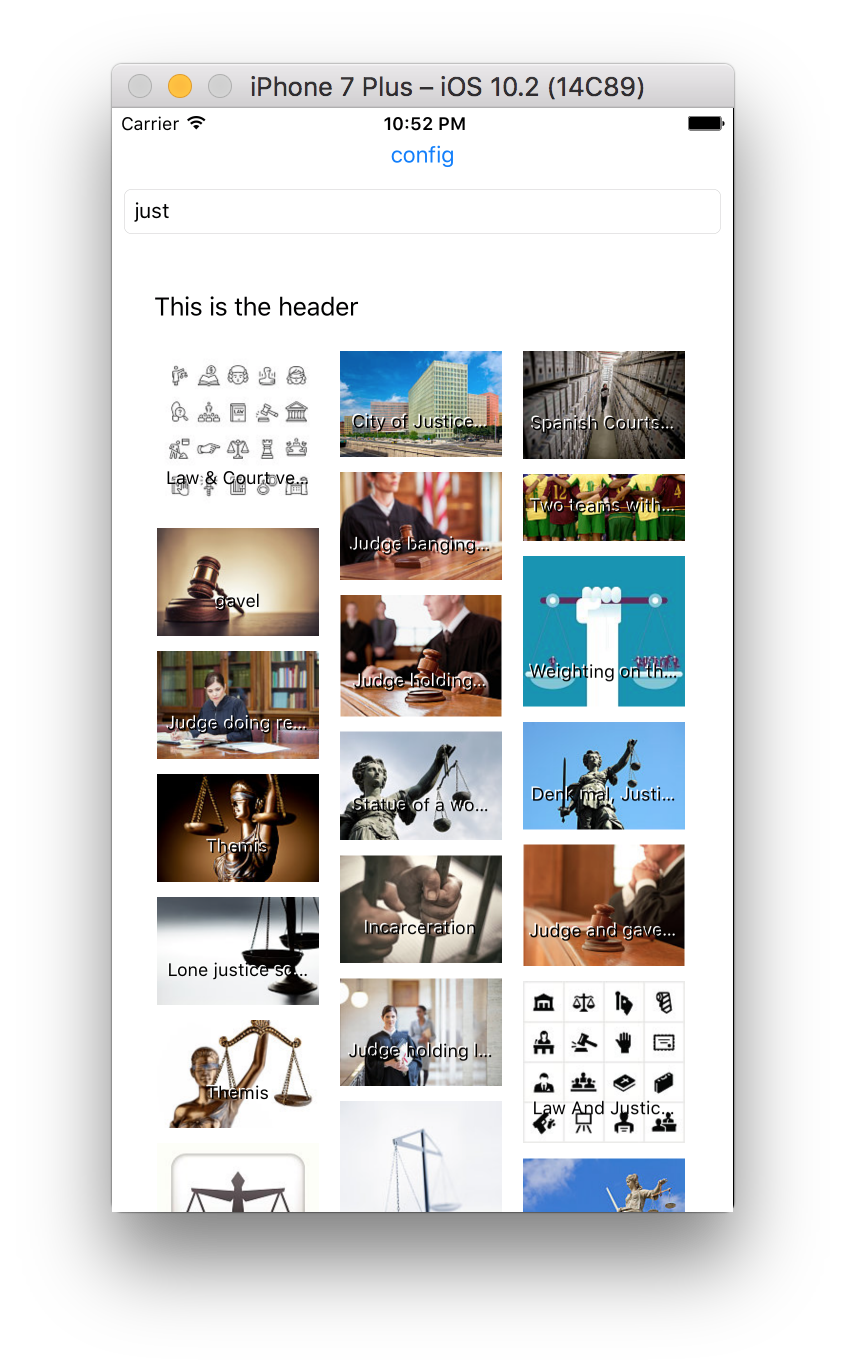 iPhone 7 Plus – iOS 10.2 (14C89)
Carrier
10:52 PM
config
just
This is the header
Law & Court ve...
City of Justice...
Spanish Courts...
Judge banging...
Two teams with...
gavel
Judge holding...
Weighting on th...
Judge doing re...
Statue of a wo...
Denkmal, Justi...
Themis
Incarceration
Judge and gave...
Lone justice sc...
Judge holding l...
Themis
Law And Justic...